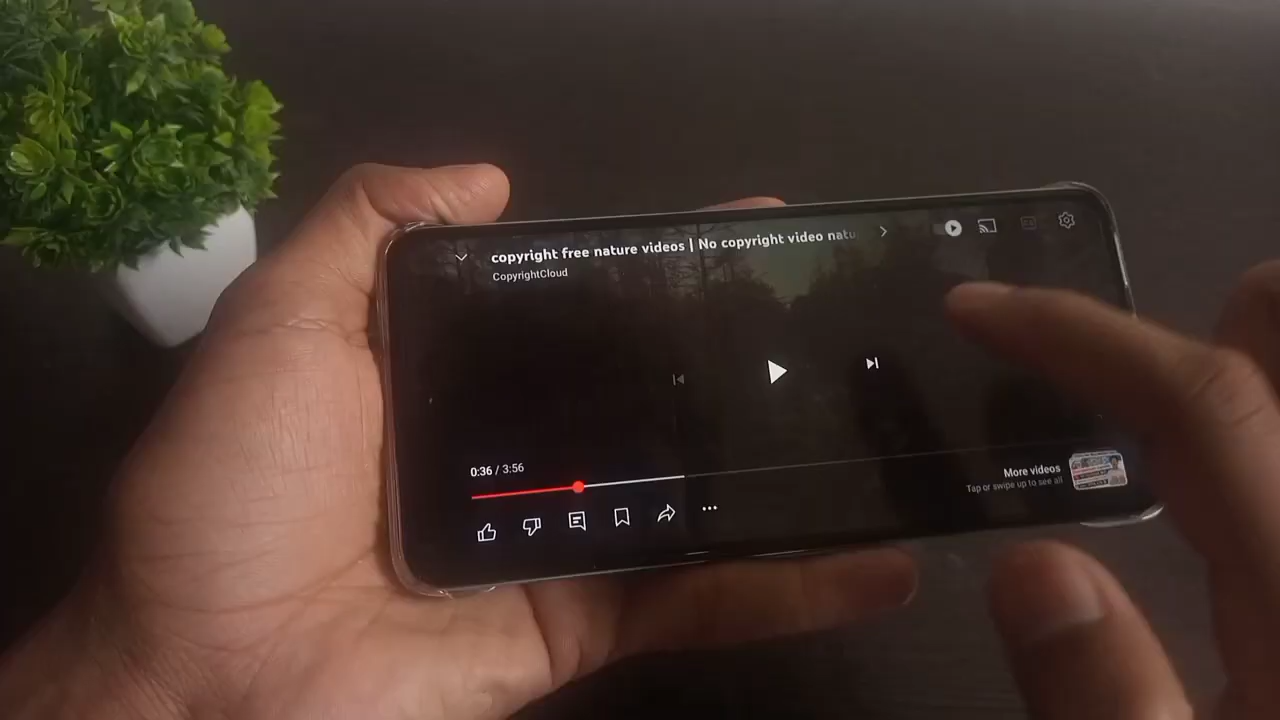 copyright free nature videos | No copyright video natu
CopyrightCloud
0:36 / 3:56
More videos
Tap or swipe up to see all